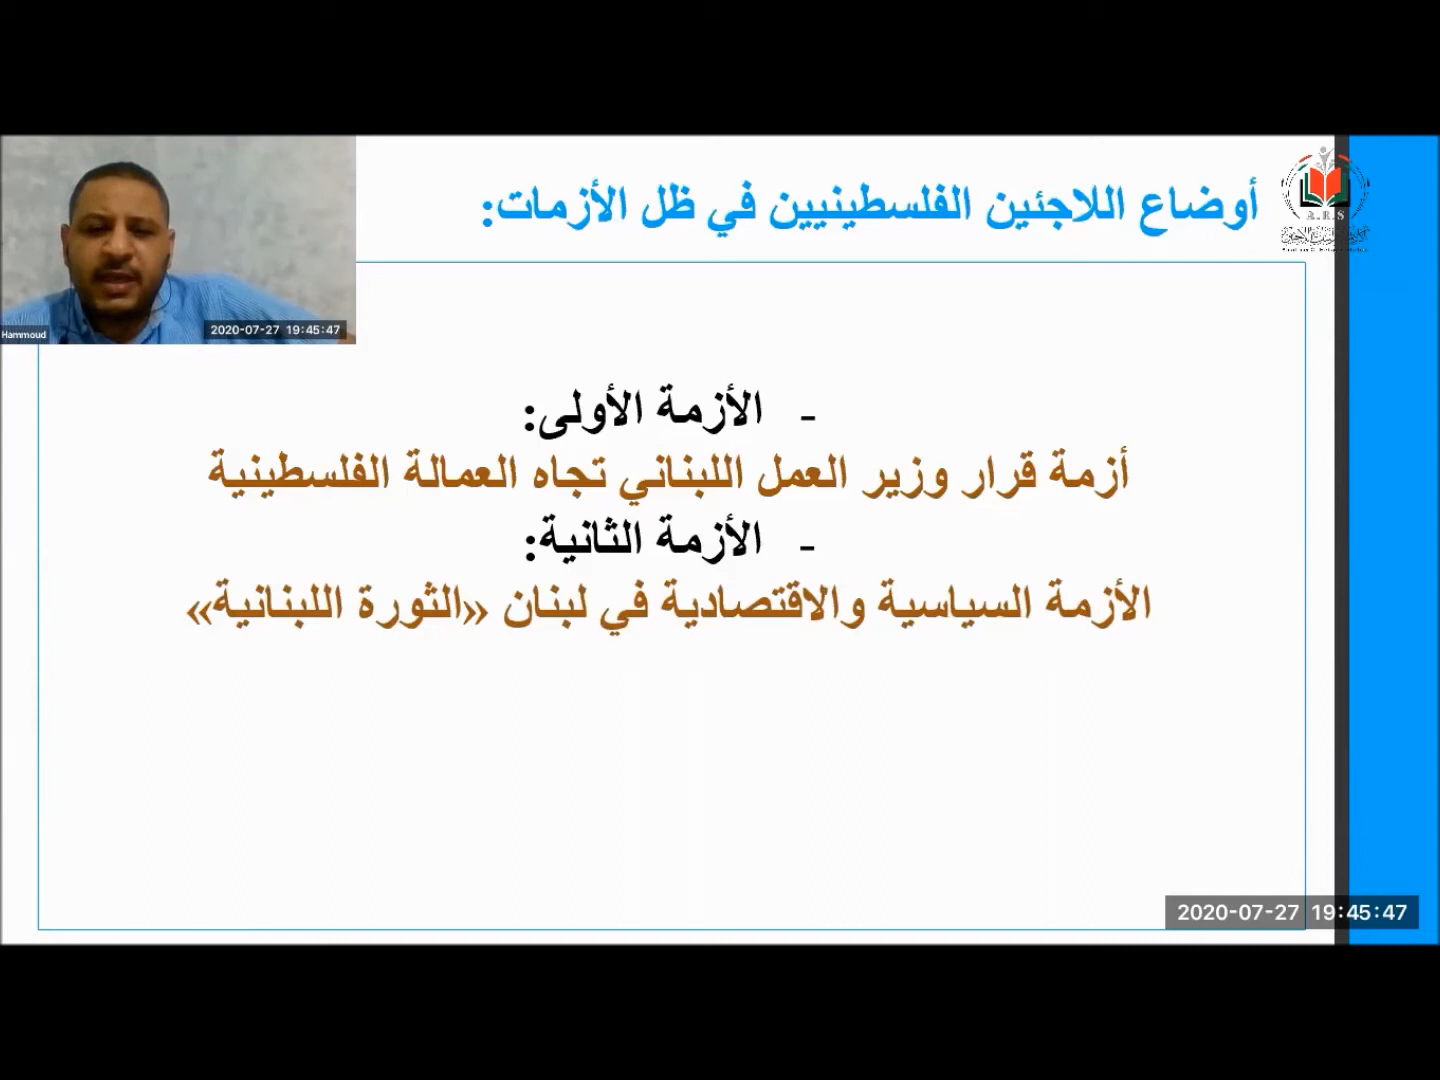 أوضاع اللاجئين الفلسطينيين في ظل الأزمات:
A.R.S
Hammoud
2020-07-27 19:45:47
- الأزمة الأولى:
أزمة قرار وزير العمل اللبناني تجاه العمالة الفلسطينية
- الأزمة الثانية:
الأزمة السياسية والاقتصادية في لبنان «الثورة اللبنانية»
2020-07-27 19:45:47